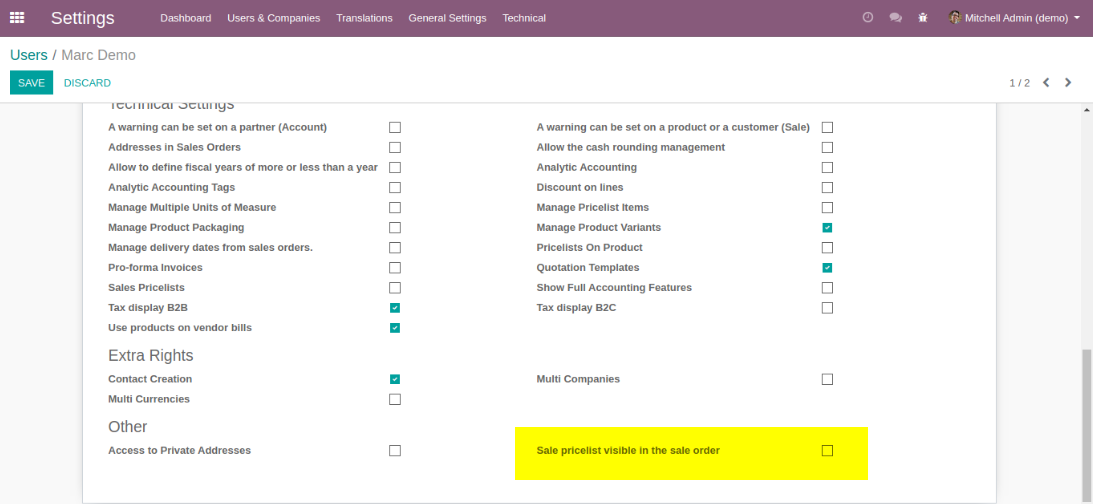 Settings
Dashboard Users & Companies Translations General Settings Technical Mitchell Admin (demo)
Users / Marc Demo
SAVE DISCARD 1 / 2
Technical Settings
A warning can be set on a partner (Account) A warning can be set on a product or a customer (Sale)
Addresses in Sales Orders Allow the cash rounding management
Allow to define fiscal years of more or less than a year Analytic Accounting
Analytic Accounting Tags Discount on lines
Manage Multiple Units of Measure Manage Pricelist Items
Manage Product Packaging Manage Product Variants
Manage delivery dates from sales orders. Pricelists On Product
Pro-forma Invoices Quotation Templates
Sales Pricelists Show Full Accounting Features
Tax display B2B Tax display B2C
Use products on vendor bills
Extra Rights
Contact Creation Multi Companies
Multi Currencies
Other
Access to Private Addresses Sale pricelist visible in the sale order